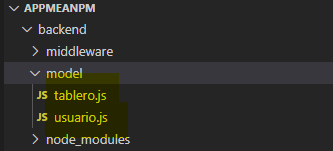 APPMEANPM
backend
middleware
model
JS tablero.js
JS usuario.js
node_modules